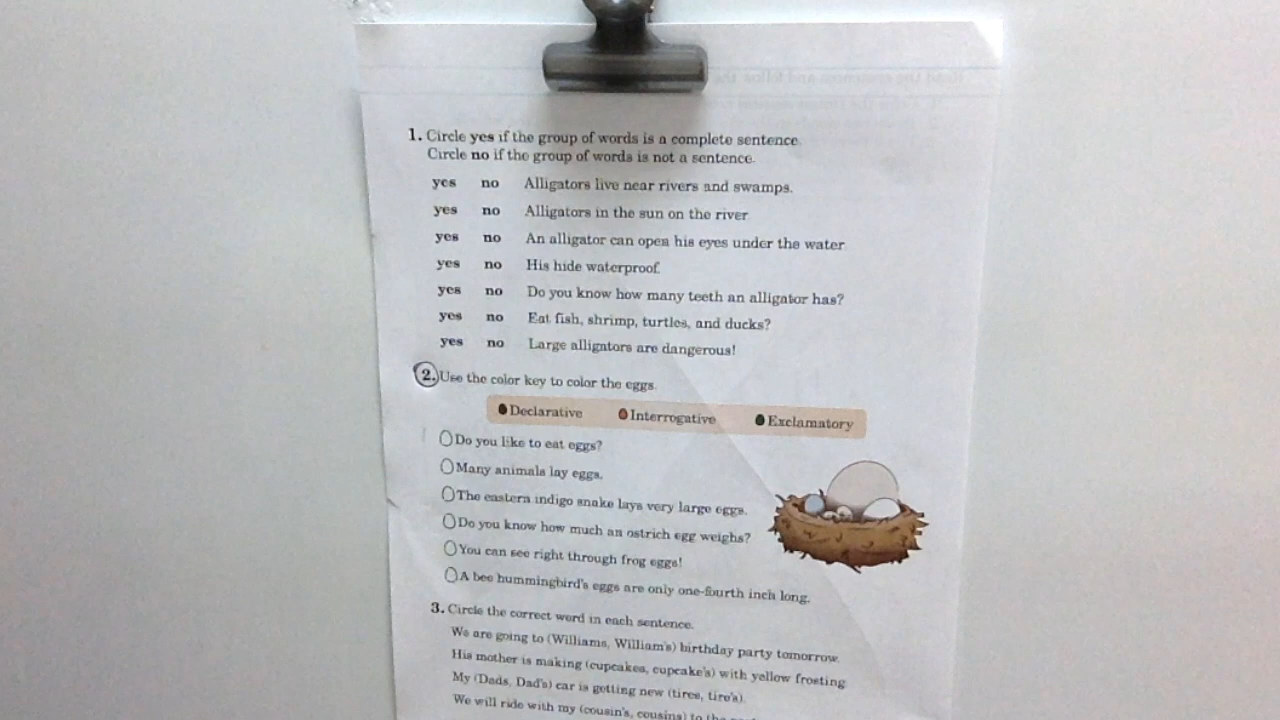 1. Circle yes if the group of words is a complete sentence.
Circle no if the group of words is not a sentence.
yes no Alligators live near rivers and swamps.
yes no Alligators in the sun on the river
yes no An alligator can open his eyes under the water
yes no His hide waterproof.
yes no Do you know how many teeth an alligator has?
yes no Eat fish, shrimp, turtles, and ducks?
yes no Large alligators are dangerous!
2. Use the color key to color the eggs.
Declarative Interrogative Exclamatory
Do you like to eat eggs?
Many animals lay eggs.
The eastern indigo snake lays very large eggs.
Do you know how much an ostrich egg weighs?
You can see right through frog eggs!
A bee hummingbird's eggs are only one-fourth inch long.
3. Circle the correct word in each sentence.
We are going to (Williams, William's) birthday party tomorrow.
His mother is making (cupcakes, cupcake's) with yellow frosting.
My (Dads, Dad's) car is getting new (tires, tire's).
We will ride with my (cousin's, cousins) to the